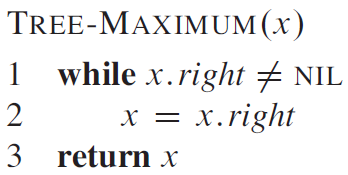 TREE-MAXIMUM(x)
1 while x.right ≠ NIL
2 x = x.right
3 return x